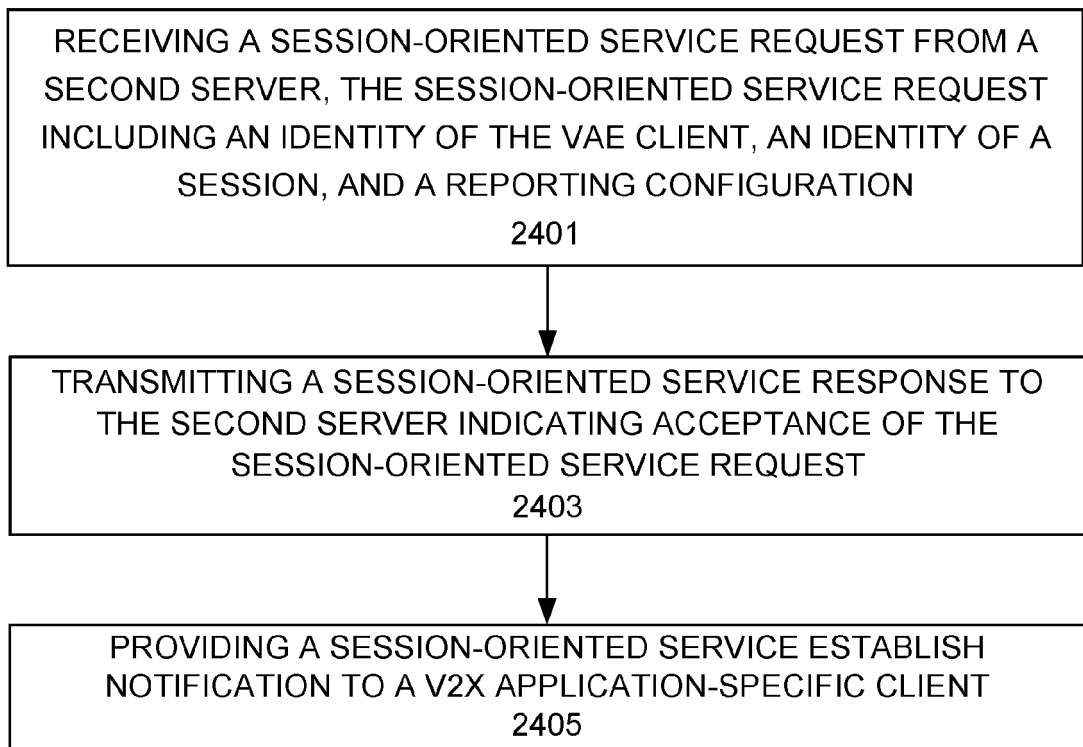 RECEIVING A SESSION-ORIENTED SERVICE REQUEST FROM A
SECOND SERVER, THE SESSION-ORIENTED SERVICE REQUEST
INCLUDING AN IDENTITY OF THE VAE CLIENT, AN IDENTITY OF A
SESSION, AND A REPORTING CONFIGURATION
2401
TRANSMITTING A SESSION-ORIENTED SERVICE RESPONSE TO
THE SECOND SERVER INDICATING ACCEPTANCE OF THE
SESSION-ORIENTED SERVICE REQUEST
2403
PROVIDING A SESSION-ORIENTED SERVICE ESTABLISH
NOTIFICATION TO A V2X APPLICATION-SPECIFIC CLIENT
2405